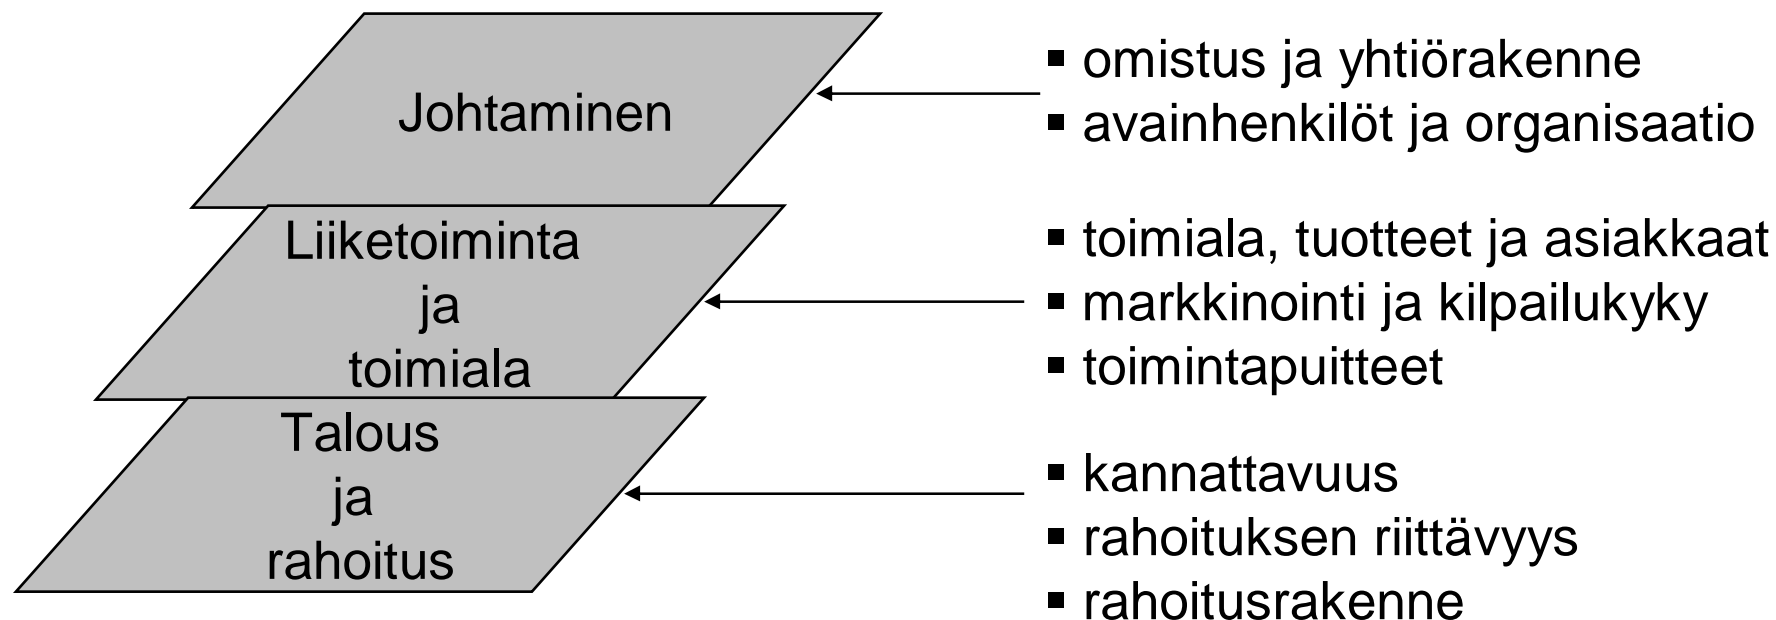 Johtaminen
▪ omistus ja yhtiörakenne
▪ avainhenkilöt ja organisaatio
Liiketoiminta
ja
toimiala
▪ toimiala, tuotteet ja asiakkaat
▪ markkinointi ja kilpailukyky
▪ toimintapuitteet
Talous
ja
rahoitus
▪ kannattavuus
▪ rahoituksen riittävyys
▪ rahoitusrakenne